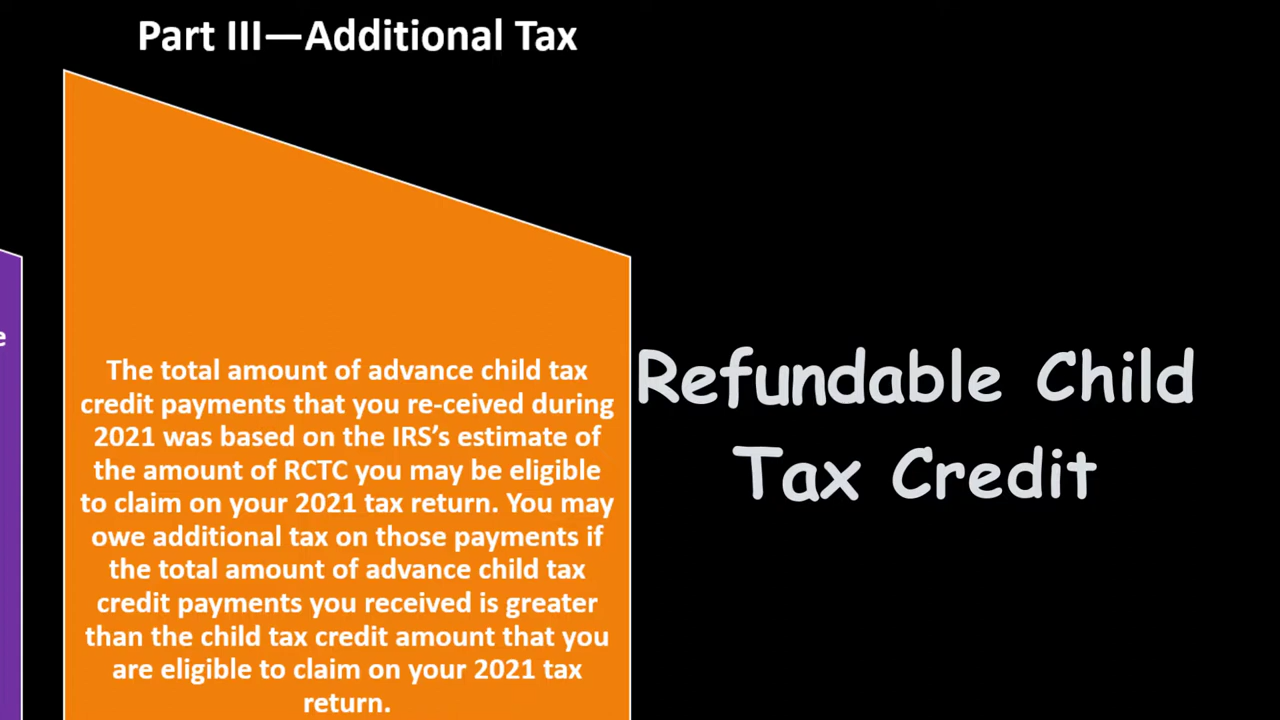 Part III—Additional Tax
e
The total amount of advance child tax
credit payments that you re-ceived during
2021 was based on the IRS’s estimate of
the amount of RCTC you may be eligible
to claim on your 2021 tax return. You may
owe additional tax on those payments if
the total amount of advance child tax
credit payments you received is greater
than the child tax credit amount that you
are eligible to claim on your 2021 tax
return.
Refundable Child
Tax Credit